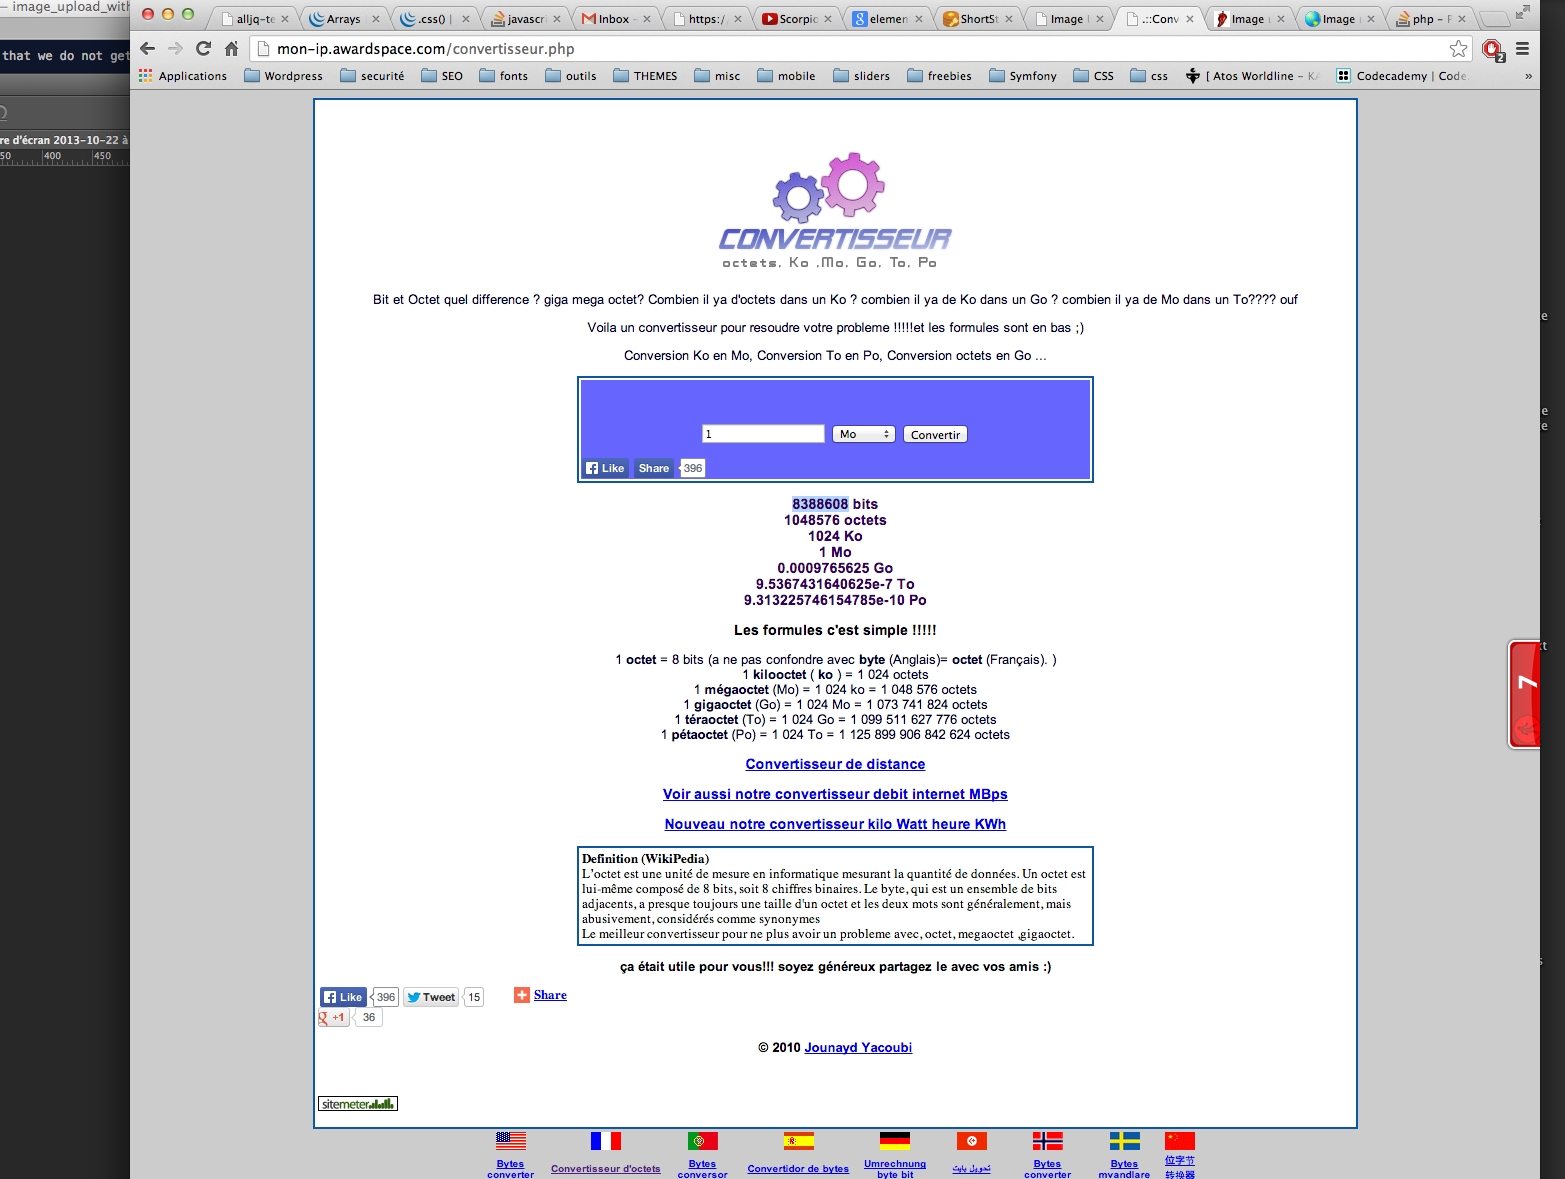 — image_upload_with
that we do not get
re d'écran 2013-10-22 à
50 400 450
alljq-te
Arrays
.css() |
javascri
Inbox –
https:/
Scorpic
elemen
ShortSt
Image U
.::Conv
Image u
Image u
php – F
mon-ip.awardspace.com/convertisseur.php
2
Applications Wordpress securité SEO fonts outils THEMES misc mobile sliders freebies Symfony CSS css [ Atos Worldline – KA Codecademy | Code. »
CONVERTISSEUR
octets, Ko ,Mo, Go, To, Po
Bit et Octet quel difference ? giga mega octet? Combien il ya d'octets dans un Ko ? combien il ya de Ko dans un Go ? combien il ya de Mo dans un To???? ouf
Voila un convertisseur pour resoudre votre probleme !!!!!et les formules sont en bas ;)
Conversion Ko en Mo, Conversion To en Po, Conversion octets en Go ...
1 Mo Convertir
Like Share 396
8388608 bits
1048576 octets
1024 Ko
1 Mo
0.0009765625 Go
9.5367431640625e-7 To
9.313225746154785e-10 Po
Les formules c'est simple !!!!!
1 octet = 8 bits (a ne pas confondre avec byte (Anglais)= octet (Français). )
1 kilooctet ( ko ) = 1 024 octets
1 mégaoctet (Mo) = 1 024 ko = 1 048 576 octets
1 gigaoctet (Go) = 1 024 Mo = 1 073 741 824 octets
1 téraoctet (To) = 1 024 Go = 1 099 511 627 776 octets
1 pétaoctet (Po) = 1 024 To = 1 125 899 906 842 624 octets
Convertisseur de distance
Voir aussi notre convertisseur debit internet MBps
Nouveau notre convertisseur kilo Watt heure KWh
Definition (WikiPedia)
L'octet est une unité de mesure en informatique mesurant la quantité de données. Un octet est
lui-même composé de 8 bits, soit 8 chiffres binaires. Le byte, qui est un ensemble de bits
adjacents, a presque toujours une taille d'un octet et les deux mots sont généralement, mais
abusivement, considérés comme synonymes
Le meilleur convertisseur pour ne plus avoir un probleme avec, octet, megaoctet ,gigaoctet.
ça était utile pour vous!!! soyez généreux partagez le avec vos amis :)
Like 396 Tweet 15 Share
+1 36
© 2010 Jounayd Yacoubi
sitemeter
Bytes converter
Convertisseur d'octets
Bytes conversor
Convertidor de bytes
Umrechnung byte bit
تحويل بايت
Bytes converter
Bytes mvandlare
位字节转换器
7